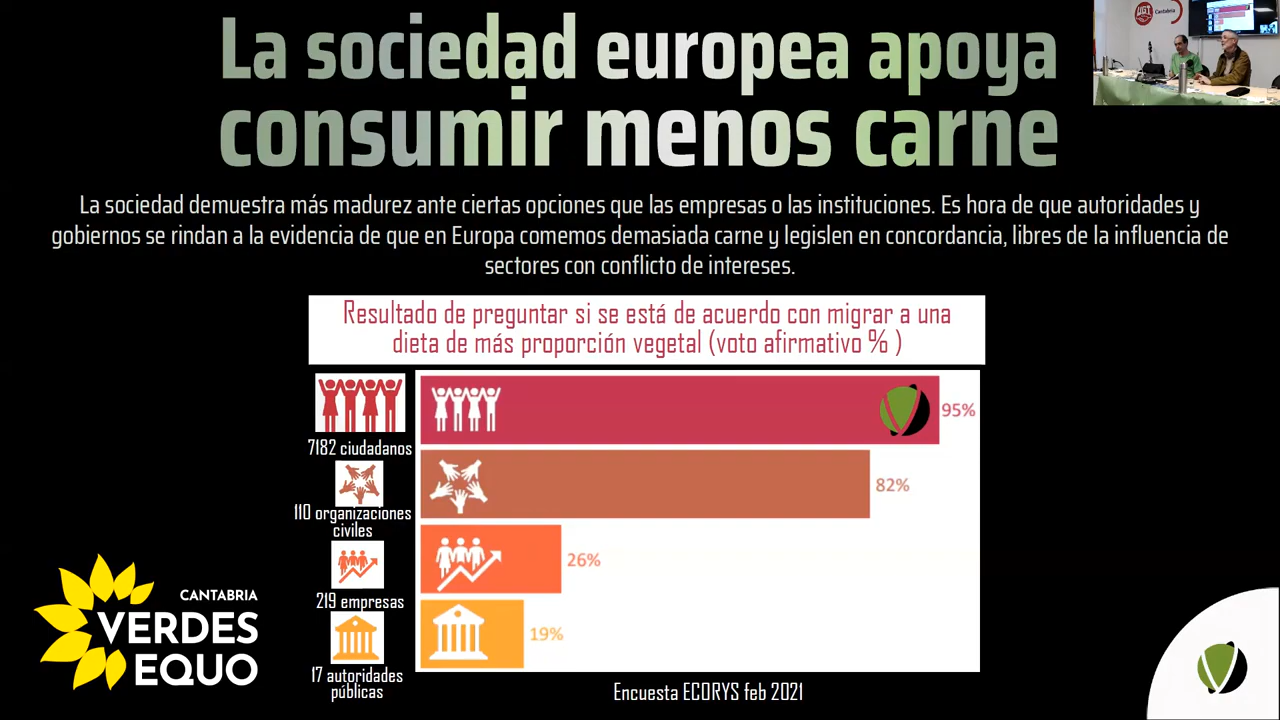 La sociedad europea apoya
consumir menos carne
La sociedad demuestra más madurez ante ciertas opciones que las empresas o las instituciones. Es hora de que autoridades y
gobiernos se rindan a la evidencia de que en Europa comemos demasiada carne y legislen en concordancia, libres de la influencia de
sectores con conflicto de intereses.
Resultado de preguntar si se está de acuerdo con migrar a una
dieta de más proporción vegetal (voto afirmativo % )
95%
7182 ciudadanos
82%
110 organizaciones
civiles
26%
219 empresas
19%
17 autoridades
públicas
Encuesta ECORYS feb 2021
CANTABRIA
VERDES
EQUO
UGT
Cantabria